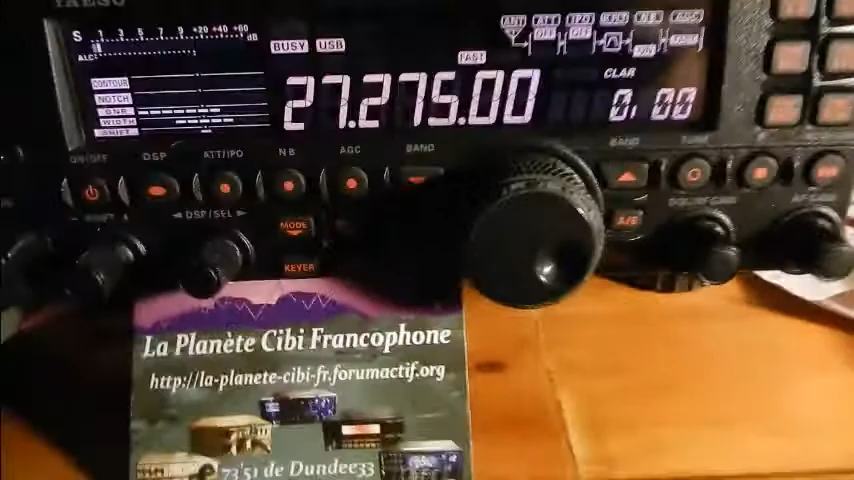 YAESU
S 1 3 5 7 9 +20 +40 +60 dB
ALC
BUSY USB
FAST
ANT ATT IPO NB AGC
CONTOUR
NOTCH
DNR
WIDTH
SHIFT
27.275.00
CLAR
0.00
ON/OFF DSP ATT/IPO NB AGC BAND BAND
DSP/SEL
MODE
KEYER
A/B
La Planète Cibi Francophone
http://la-planete-cibi-fr.forumactif.org
73'51 de Dundee33